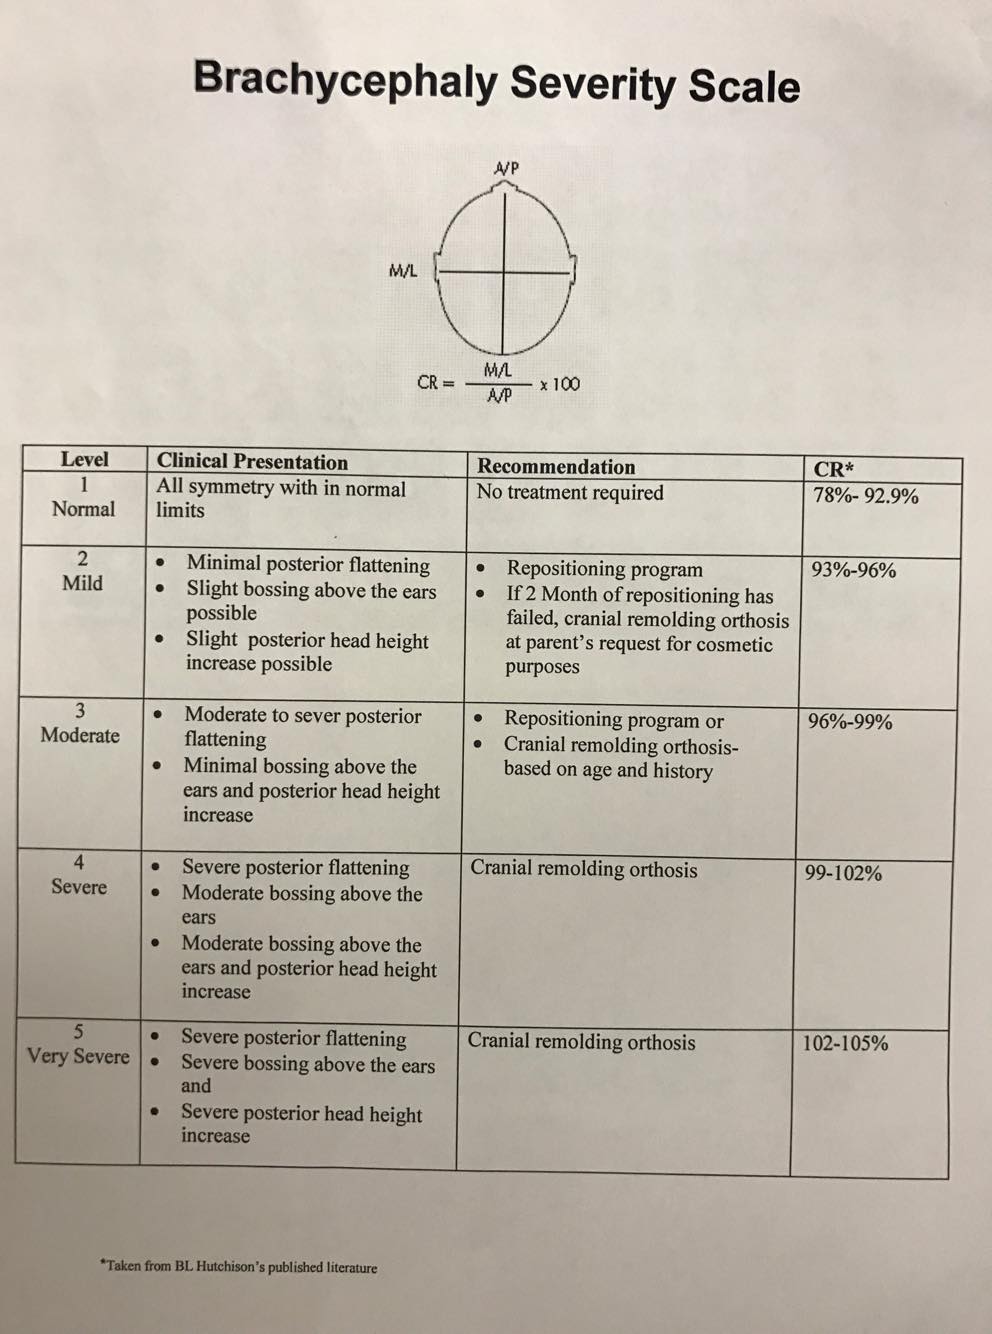 Brachycephaly Severity Scale
A/P
M/L
CR = M/L
A/P x 100
Level Clinical Presentation Recommendation CR*
1
Normal
All symmetry with in normal
limits
No treatment required
78%- 92.9%
2
Mild
• Minimal posterior flattening
• Slight bossing above the ears
possible
• Slight posterior head height
increase possible
• Repositioning program
• If 2 Month of repositioning has
failed, cranial remolding orthosis
at parent's request for cosmetic
purposes
93%-96%
3
Moderate
• Moderate to sever posterior
flattening
• Minimal bossing above the
ears and posterior head height
increase
• Repositioning program or
• Cranial remolding orthosis-
based on age and history
96%-99%
4
Severe
• Severe posterior flattening
• Moderate bossing above the
ears
• Moderate bossing above the
ears and posterior head height
increase
Cranial remolding orthosis
99-102%
5
Very Severe
• Severe posterior flattening
• Severe bossing above the ears
and
• Severe posterior head height
increase
Cranial remolding orthosis
102-105%
*Taken from BL Hutchison's published literature